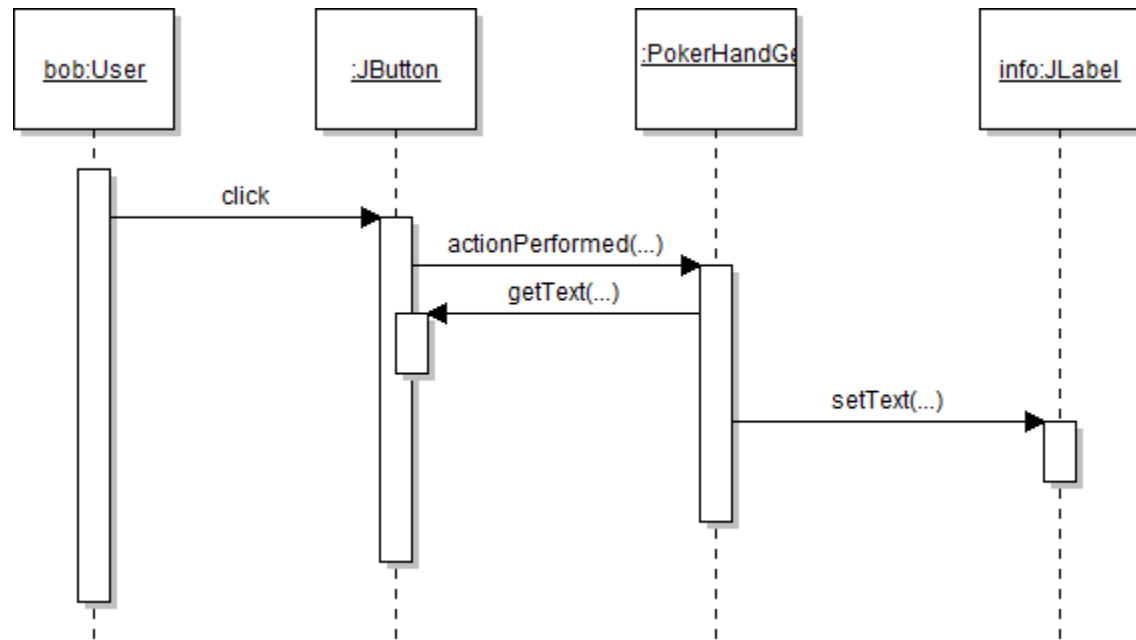 bob:User
:JButton
:PokerHandGe
info:JLabel
click
actionPerformed(...)
getText(...)
setText(...)